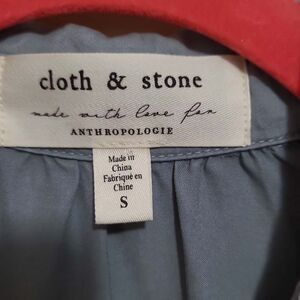 cloth & stone
made with love for
ANTHROPOLOGIE
Made in
China
Fabriqué en
Chine
S